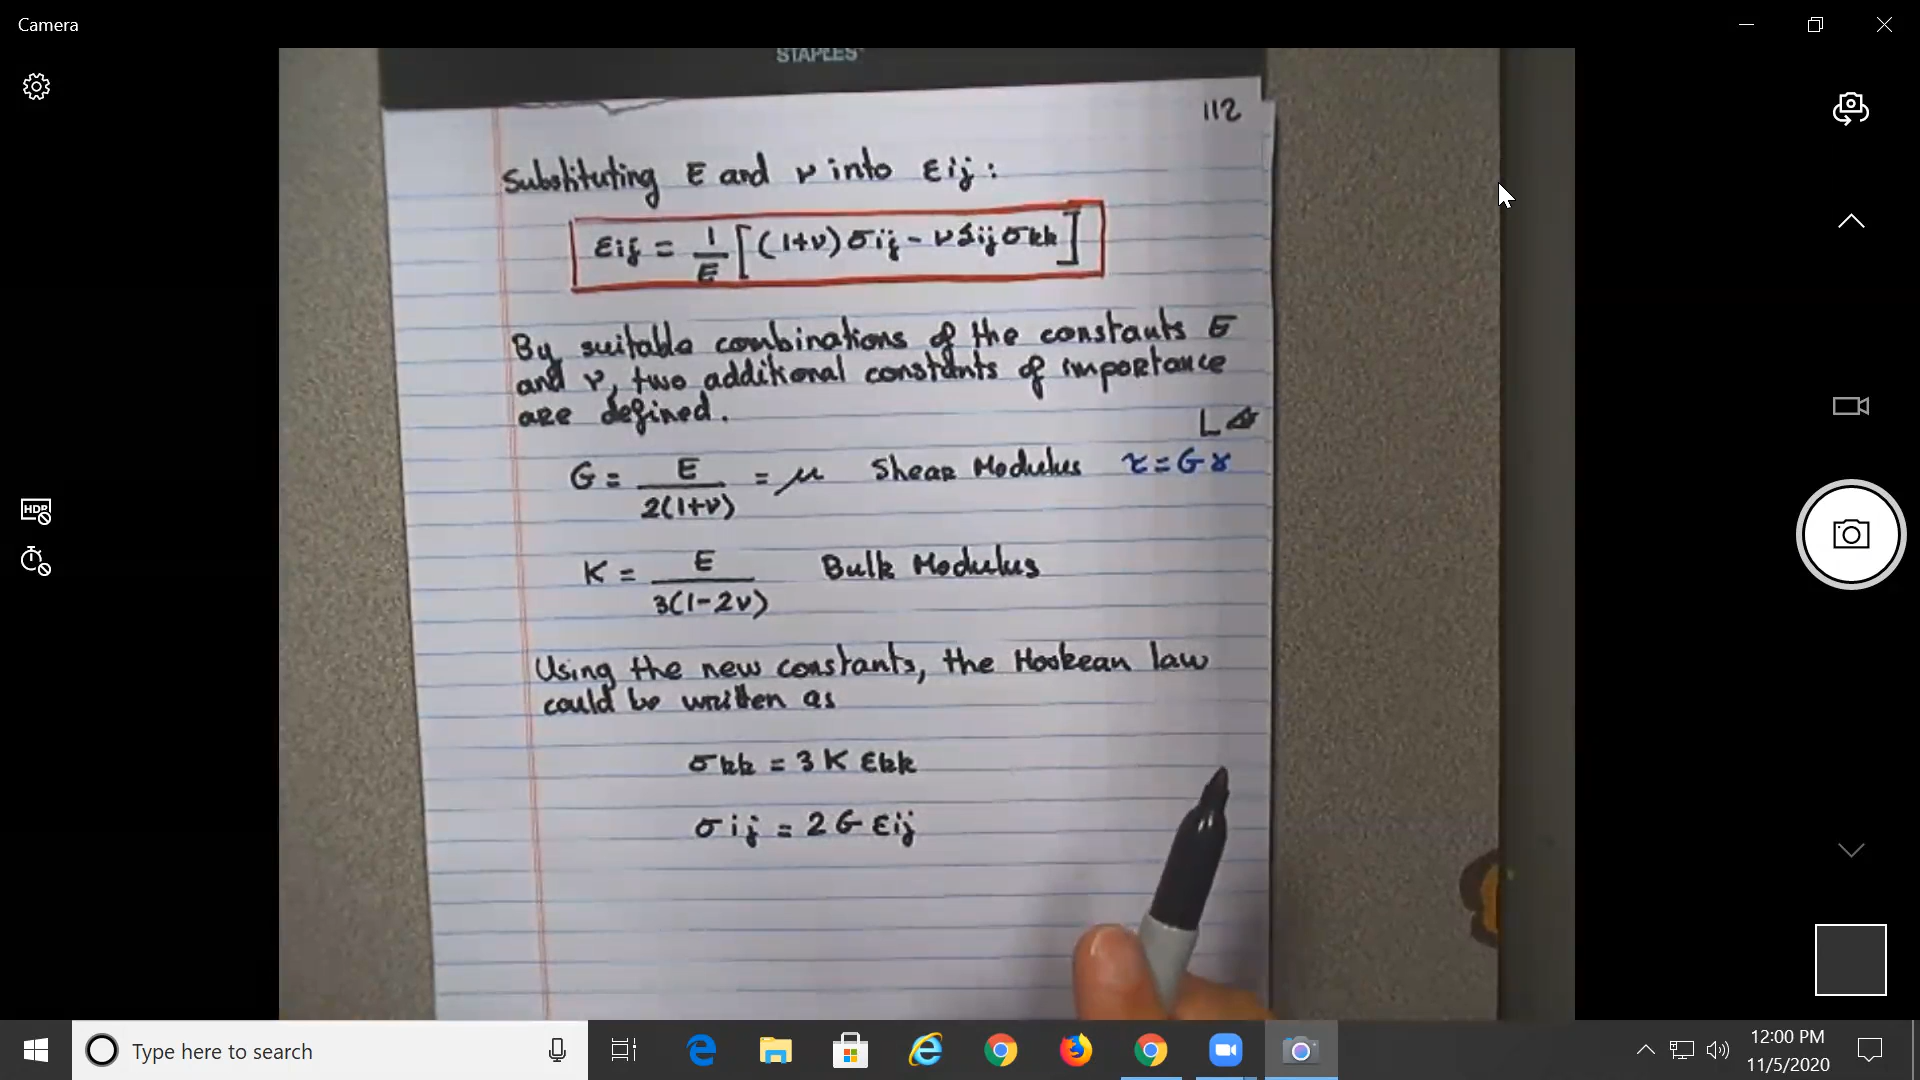 Camera
STAPLES
112
Substituting E and ν into εij :
εij = 1/E [(1+ν) σij - ν δij σkk]
By suitable combinations of the constants E
and ν, two additional constants of importance
are defined.
G = E / 2(1+ν) = μ Shear Modulus τ = G γ
K = E / 3(1-2ν) Bulk Modulus
Using the new constants, the Hookean law
could be written as
σkk = 3 K εkk
σij = 2 G εij
HDR
Type here to search
12:00 PM
11/5/2020